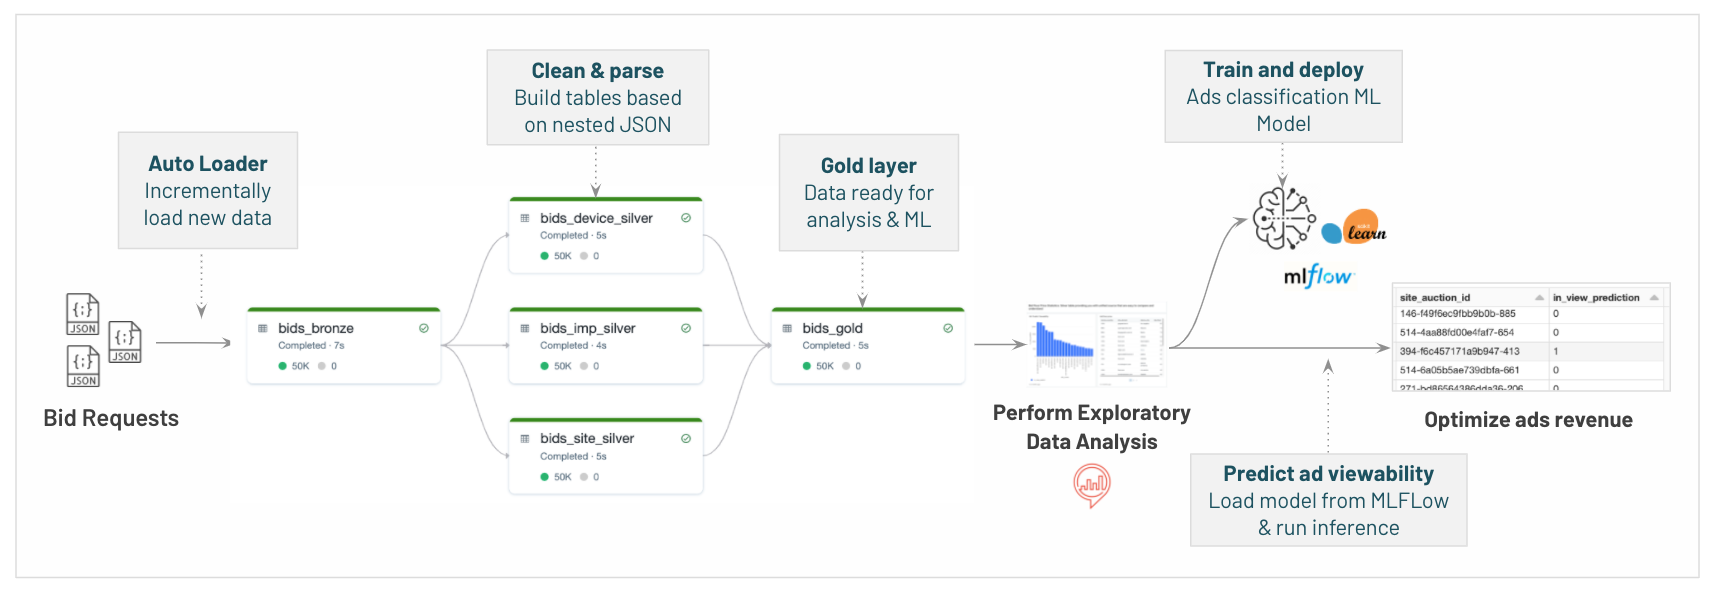 Auto Loader
Incrementally
load new data
JSON
JSON
JSON
Bid Requests
Clean & parse
Build tables based
on nested JSON
bids_bronze
Completed · 7s
50K 0
bids_device_silver
Completed · 5s
50K 0
bids_imp_silver
Completed · 4s
50K 0
bids_site_silver
Completed · 5s
50K 0
Gold layer
Data ready for
analysis & ML
bids_gold
Completed · 5s
50K 0
Perform Exploratory
Data Analysis
Train and deploy
Ads classification ML
Model
learn
mlflow
site_auction_id in_view_prediction
146-f49f6ec9fbb9b0b-885 0
514-4aa88fd00e4faf7-654 0
394-f6c457171a9b947-413 1
514-6a05b5ae739dbfa-661 0
271-bd86564386dda36-206 0
Optimize ads revenue
Predict ad viewability
Load model from MLFLow
& run inference